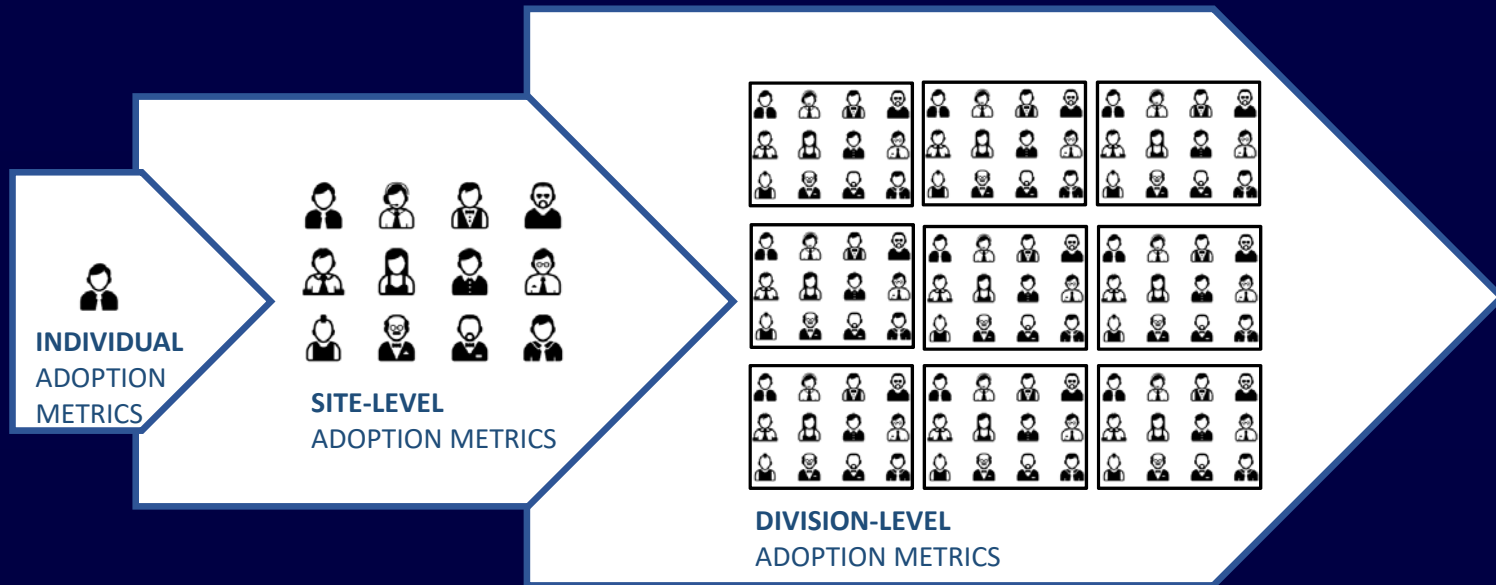 INDIVIDUAL
ADOPTION
METRICS
SITE-LEVEL
ADOPTION METRICS
DIVISION-LEVEL
ADOPTION METRICS